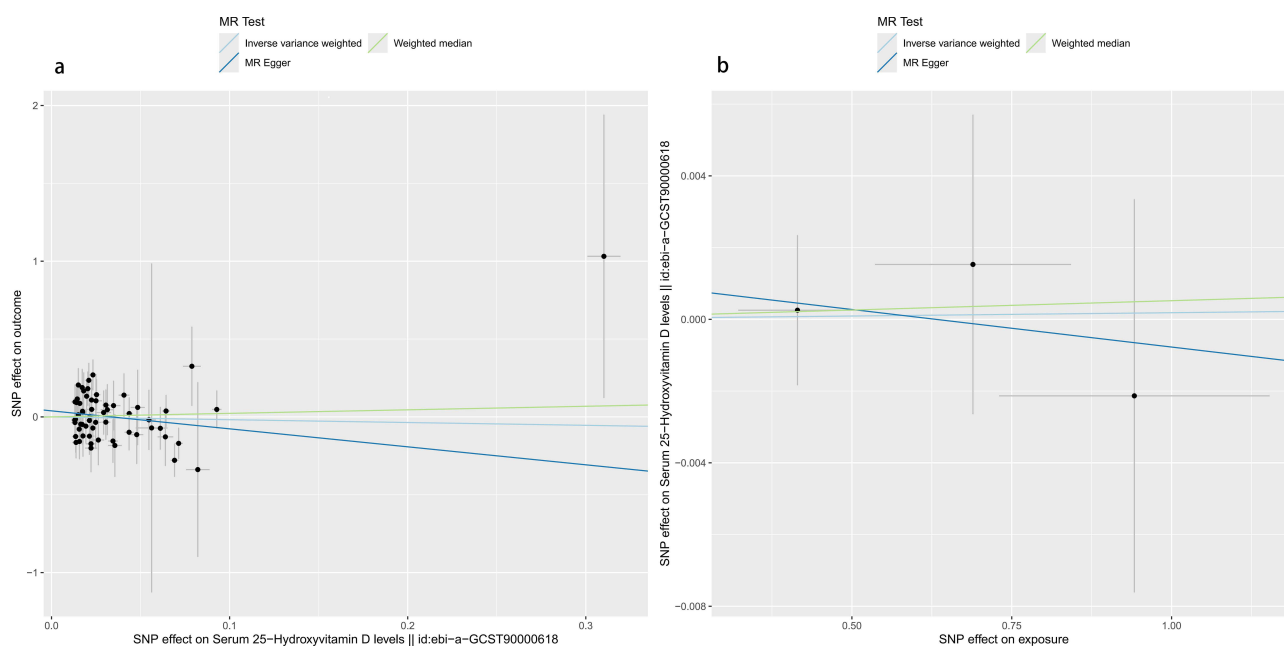 MR Test
Inverse variance weighted
Weighted median
MR Egger
a
2
1
0
−1
SNP effect on outcome
0.0
0.1
0.2
0.3
SNP effect on Serum 25−Hydroxyvitamin D levels || id:ebi−a−GCST90000618
MR Test
Inverse variance weighted
Weighted median
MR Egger
b
0.004
0.000
−0.004
−0.008
SNP effect on Serum 25−Hydroxyvitamin D levels || id:ebi−a−GCST90000618
0.50
0.75
1.00
SNP effect on exposure